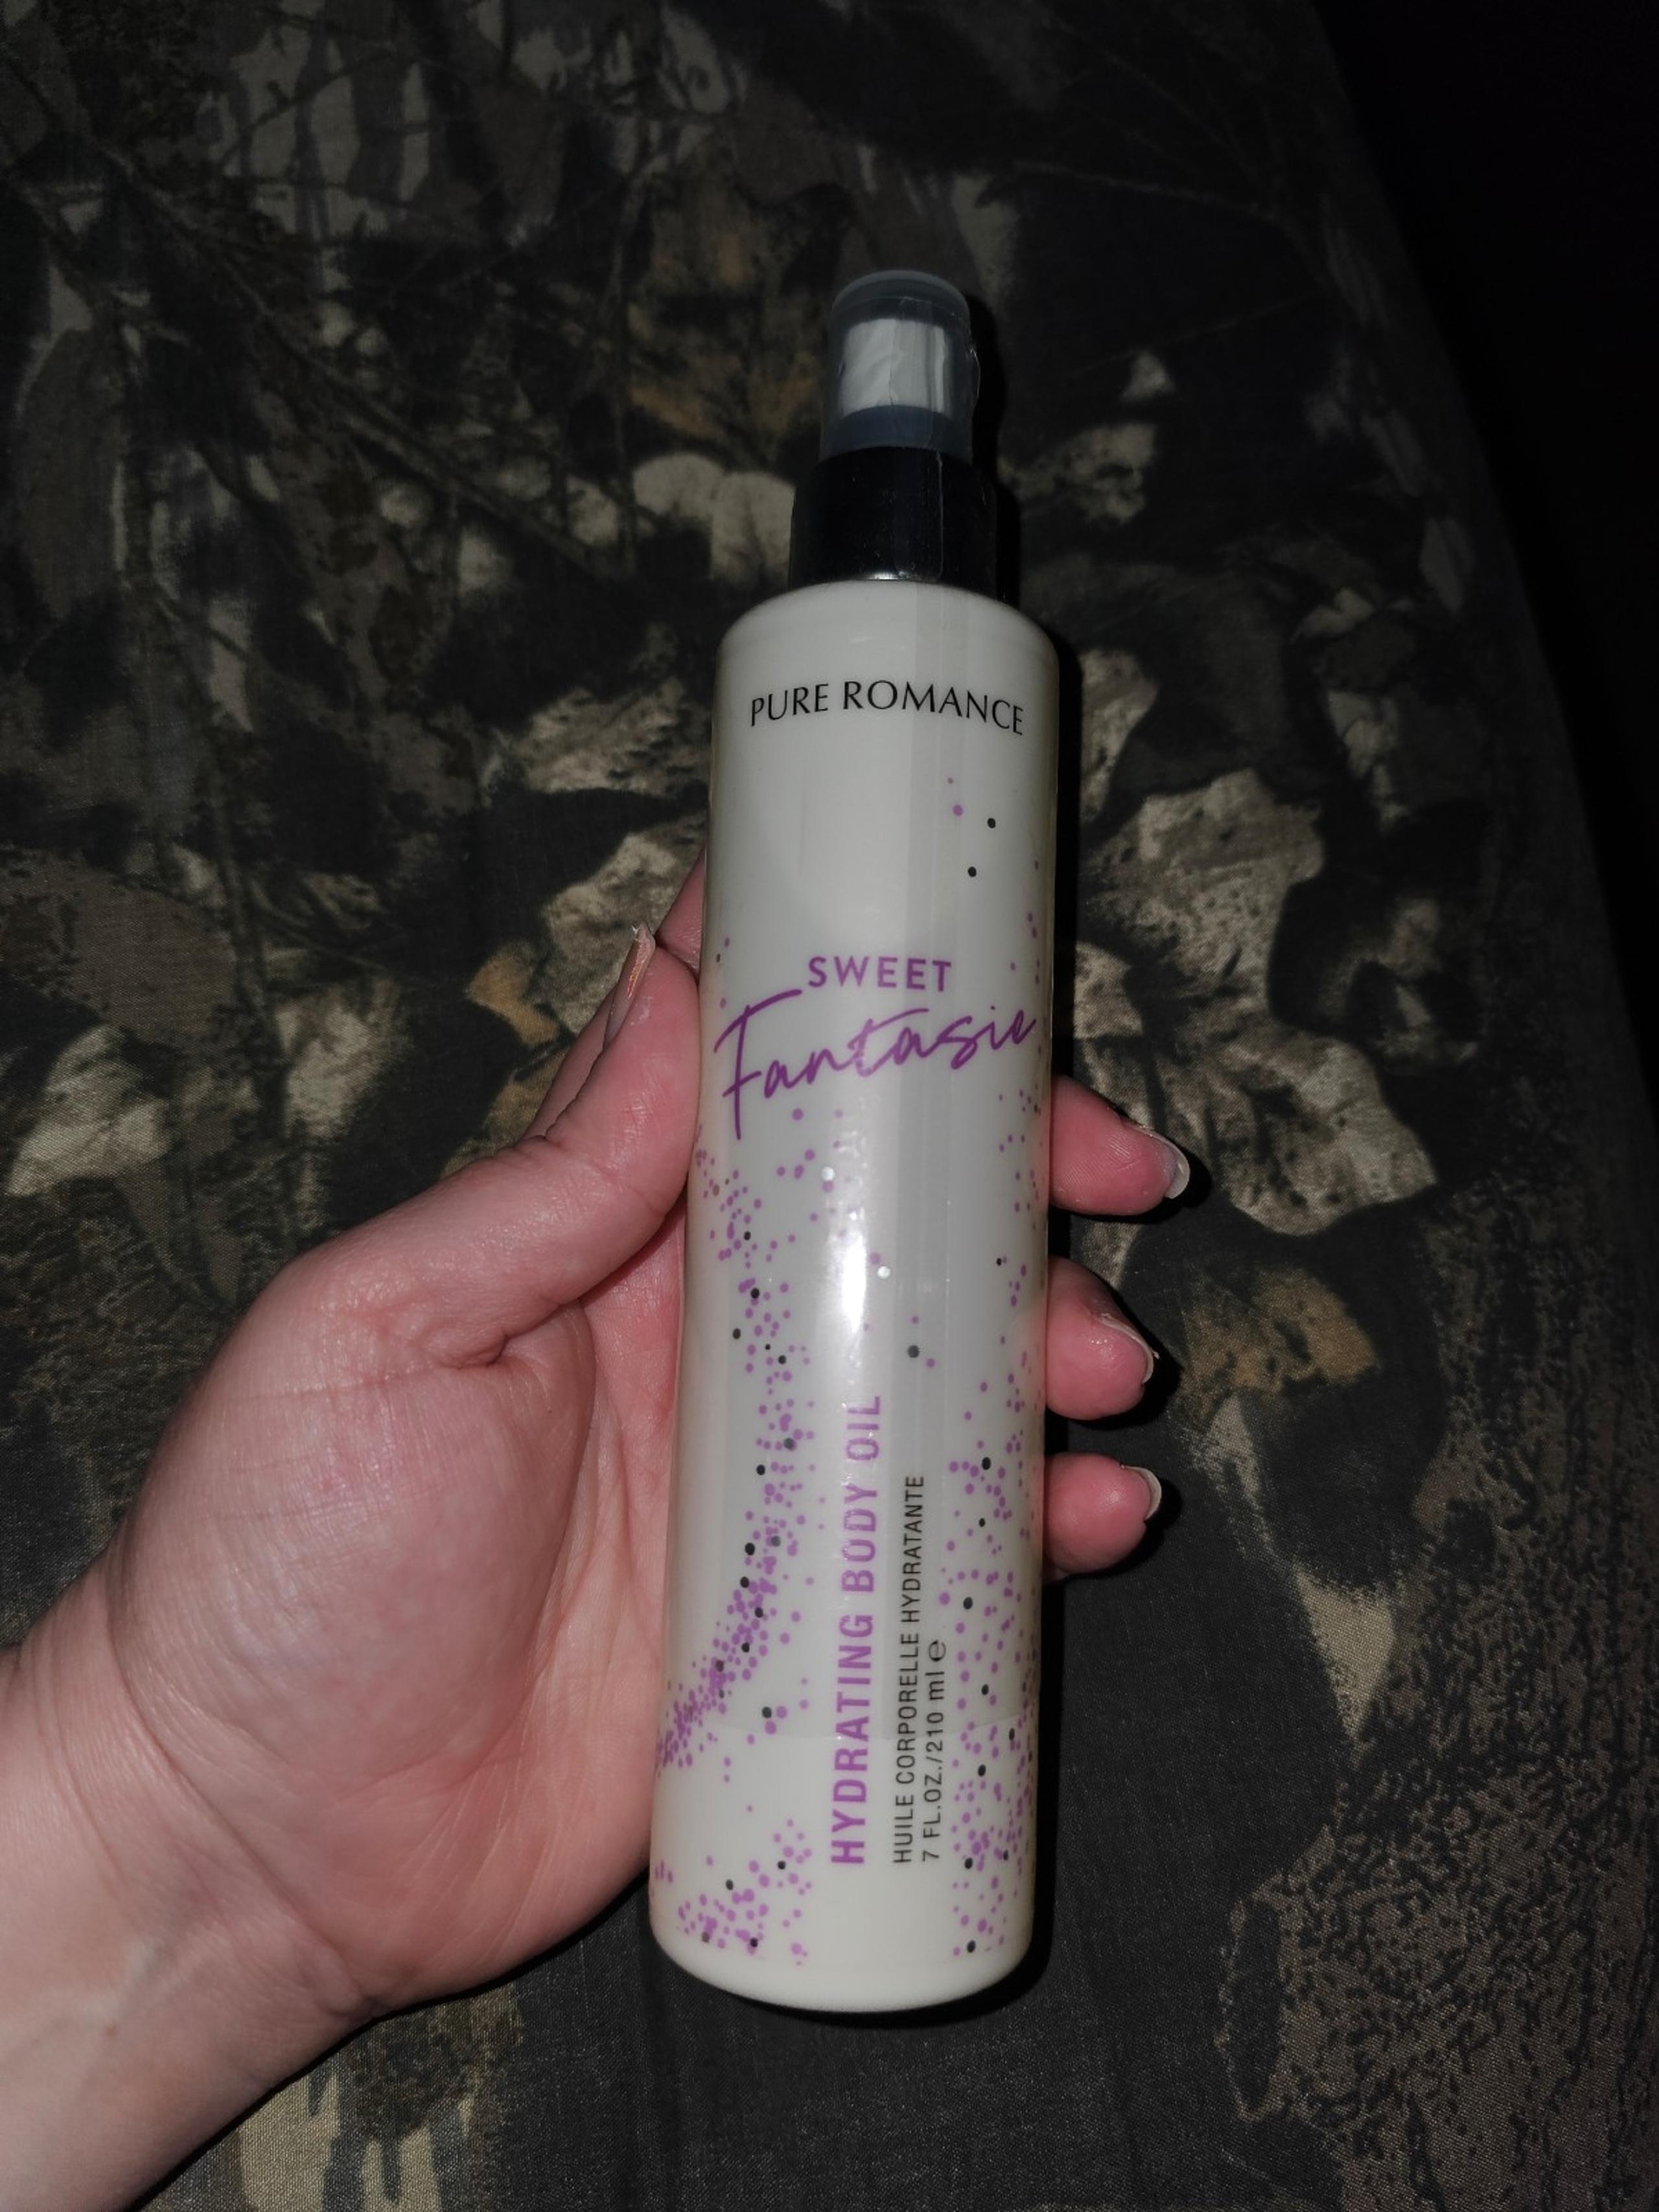 PURE ROMANCE
SWEET
Fantasie
HYDRATING BODY OIL
HUILE CORPORELLE HYDRATANTE
7 FL.OZ./210 ml ℮